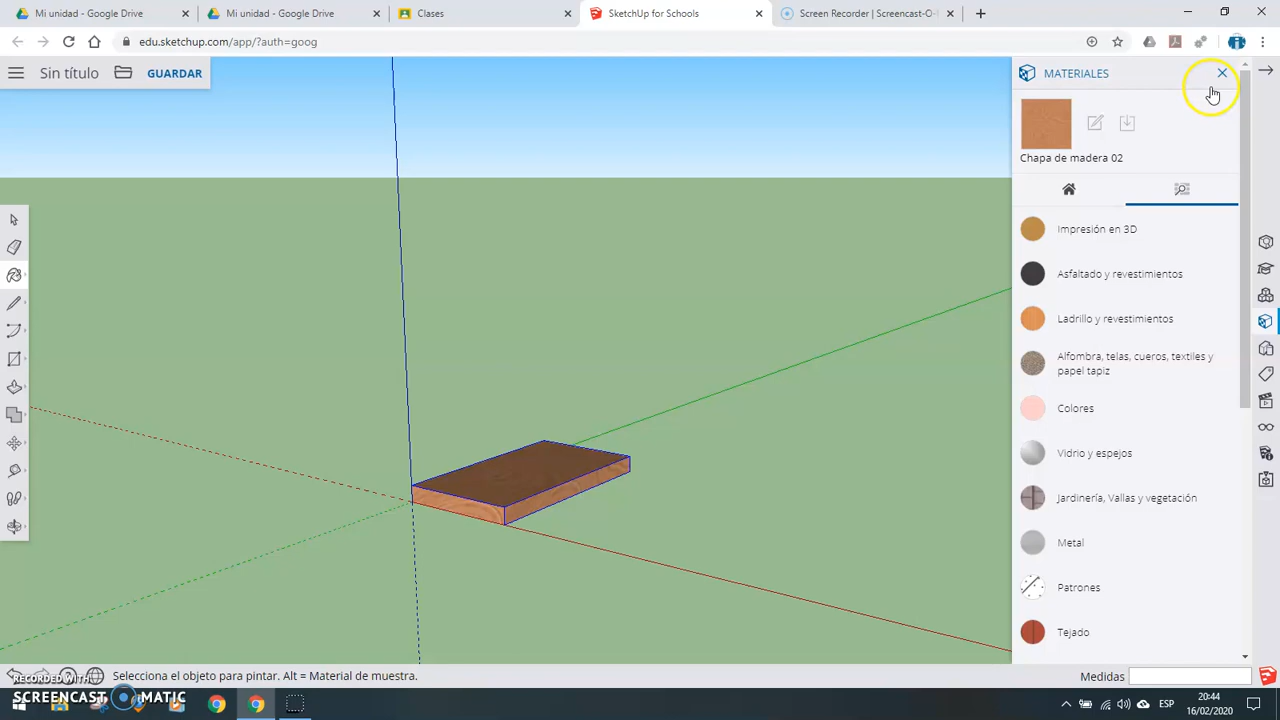 Mi unidad - Google Drive
Mi unidad - Google Drive
Clases
SketchUp for Schools
Screen Recorder | Screencast-O-
edu.sketchup.com/app/?auth=goog
Sin título
GUARDAR
MATERIALES
Chapa de madera 02
Impresión en 3D
Asfaltado y revestimientos
Ladrillo y revestimientos
Alfombra, telas, cueros, textiles y
papel tapiz
Colores
Vidrio y espejos
Jardinería, Vallas y vegetación
Metal
Patrones
Tejado
Selecciona el objeto para pintar. Alt = Material de muestra.
Medidas
RECORDED WITH
SCREENCAST MATIC
ESP
20:44
16/02/2020